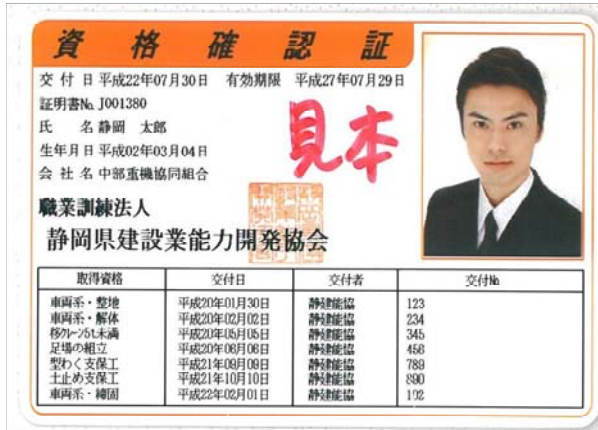 資格確認証
交付日 平成22年07月30日 有効期限 平成27年07月29日
証明書№ J001380
氏名 静岡 太郎
生年月日 平成02年03月04日
会社名 中部重機協同組合
見本
職業訓練法人
静岡県建設業能力開発協会
取得資格 交付日 交付者 交付№
車両系・整地 平成20年01月30日 静建能協 123
車両系・解体 平成20年02月02日 静建能協 234
移クレーン5t未満 平成20年05月05日 静建能協 345
足場の組立 平成20年06月06日 静建能協 456
型わく支保工 平成21年09月09日 静建能協 789
土止め支保工 平成21年10月10日 静建能協 890
車両系・締固 平成22年02月01日 静建能協 102